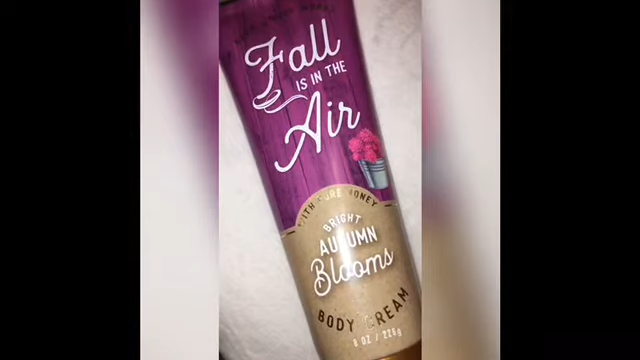 Fall
IS IN THE
Air
WITH PURE HONEY
BRIGHT
AUTUMN
Blooms
BODY CREAM
8 OZ / 226g